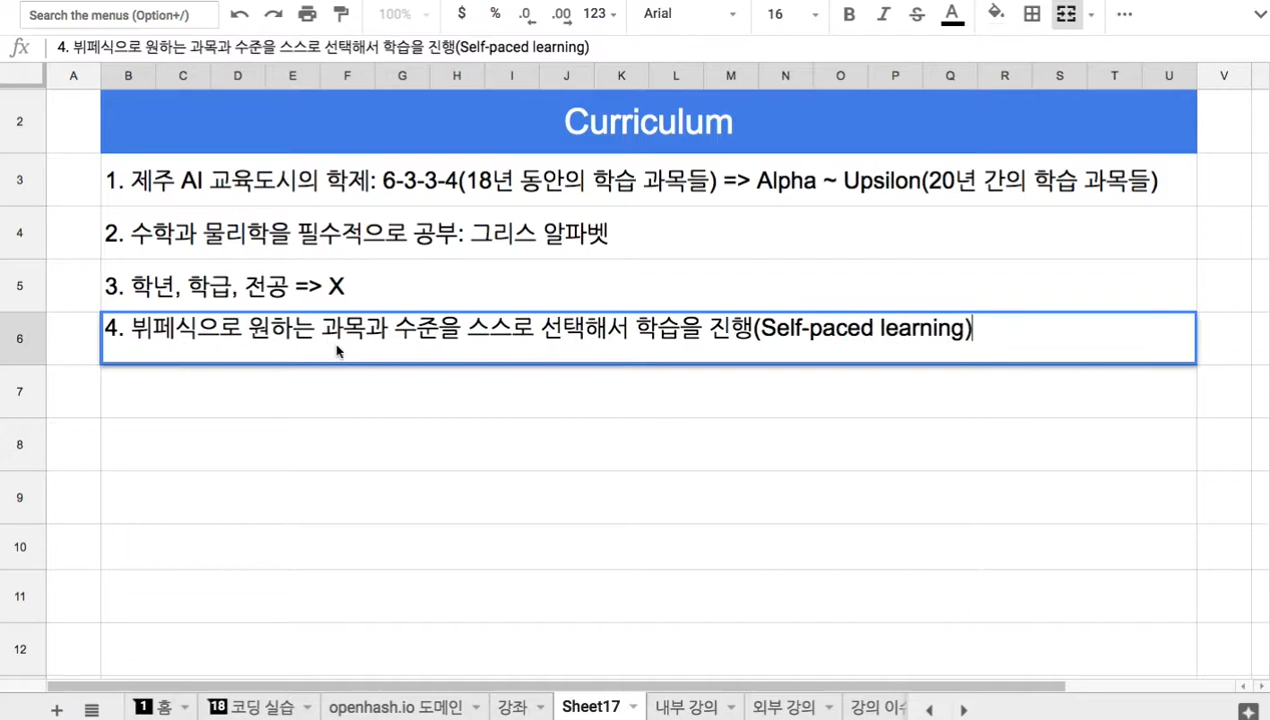 Search the menus (Option+/) 100% $ % .0 .00 123 Arial 16 B I S A
fx 4. 뷔페식으로 원하는 과목과 수준을 스스로 선택해서 학습을 진행(Self-paced learning)
A B C D E F G H I J K L M N O P Q R S T U V
2 Curriculum
3 1. 제주 AI 교육도시의 학제: 6-3-3-4(18년 동안의 학습 과목들) => Alpha ~ Upsilon(20년 간의 학습 과목들)
4 2. 수학과 물리학을 필수적으로 공부: 그리스 알파벳
5 3. 학년, 학급, 전공 => X
6 4. 뷔페식으로 원하는 과목과 수준을 스스로 선택해서 학습을 진행(Self-paced learning)
7
8
9
10
11
12
1 홈 18 코딩 실습 openhash.io 도메인 강좌 Sheet17 내부 강의 외부 강의 강의 이수